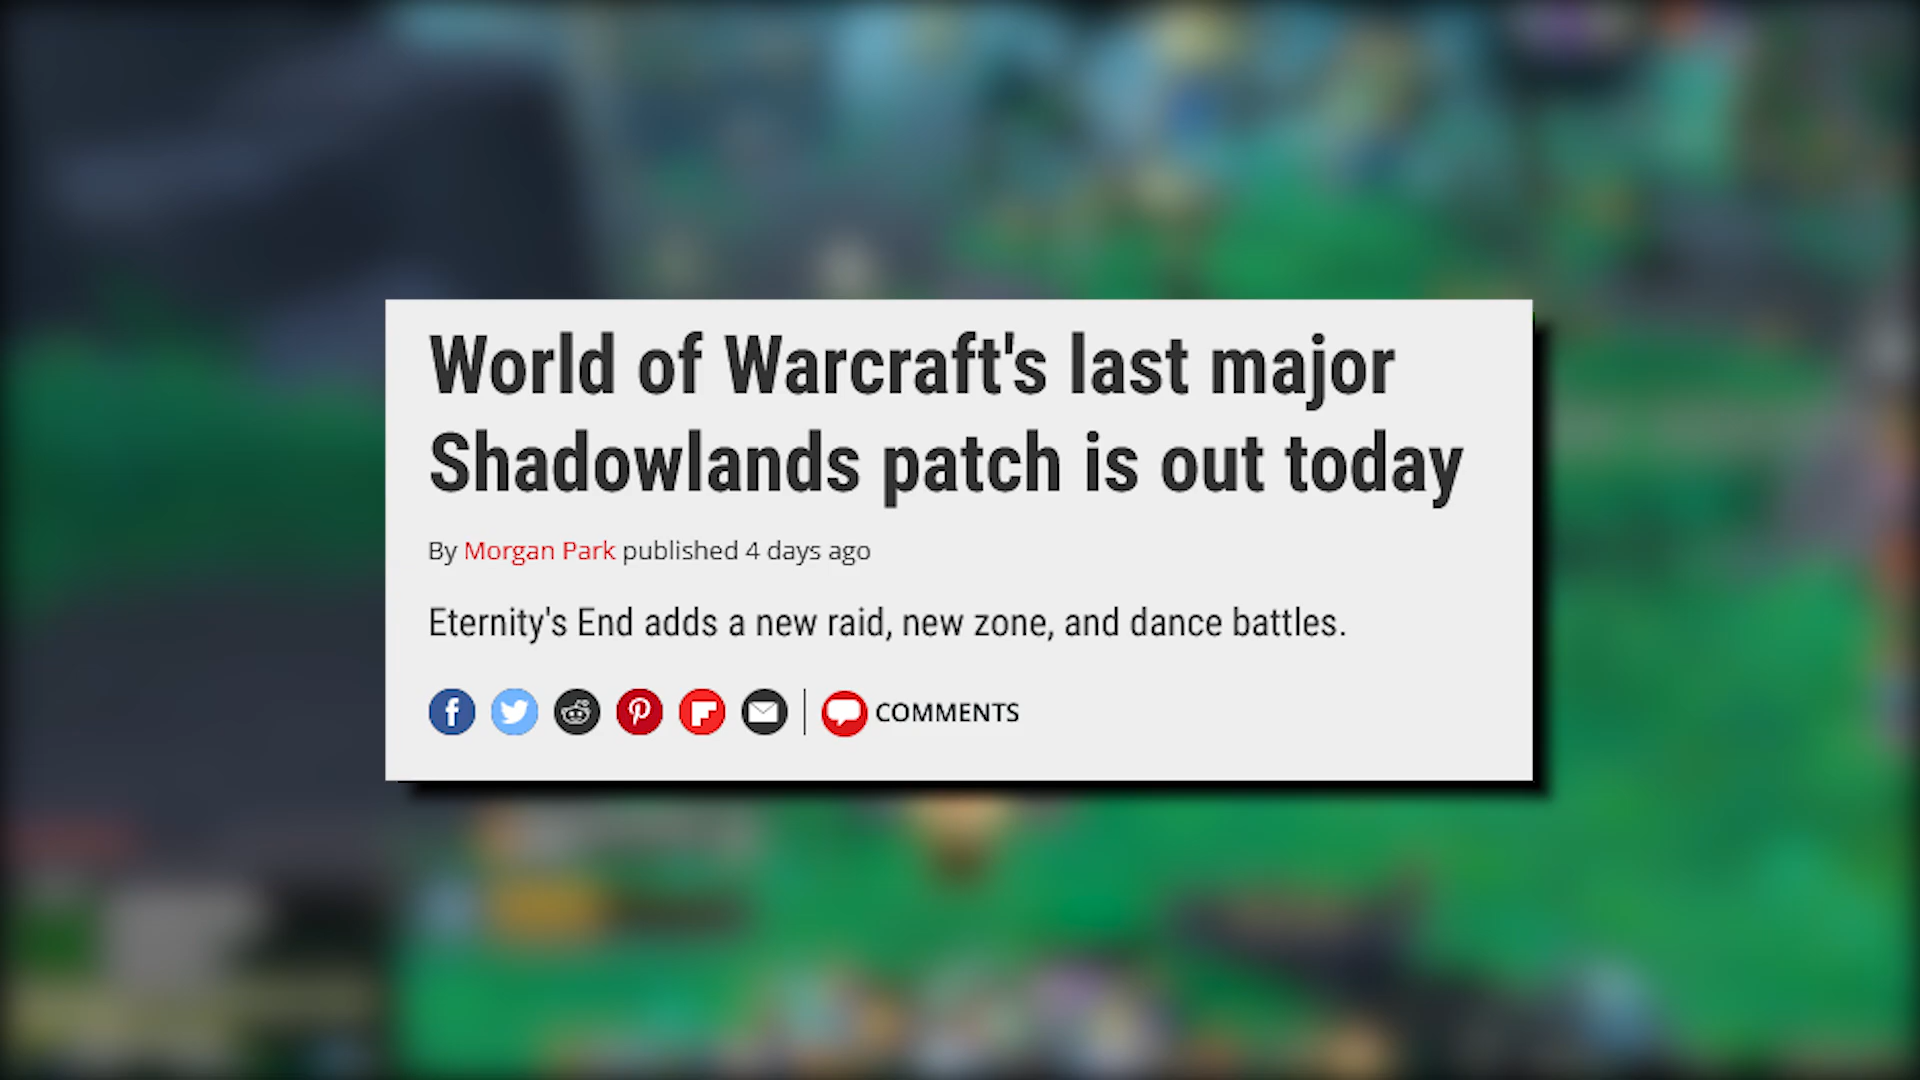 World of Warcraft's last major
Shadowlands patch is out today
By Morgan Park published 4 days ago
Eternity's End adds a new raid, new zone, and dance battles.
COMMENTS